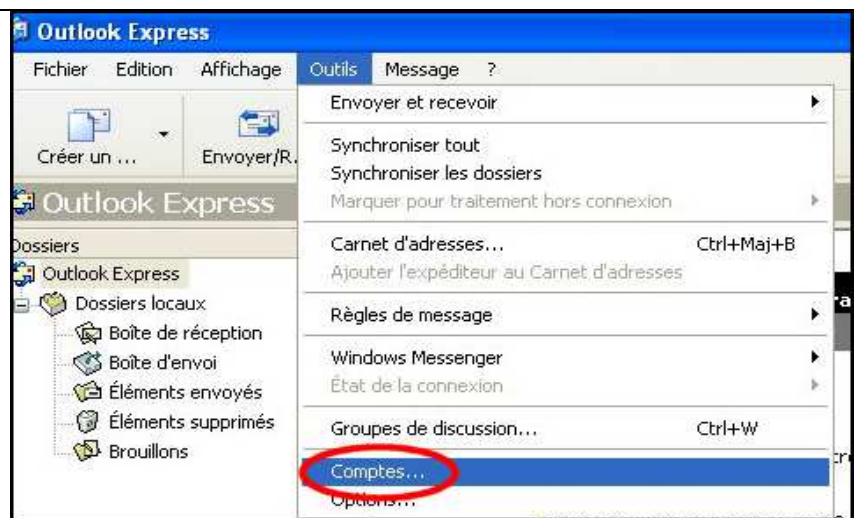 Outlook Express
Fichier Edition Affichage Outils Message ?
Créer un ... Envoyer/R.
Outlook Express
Dossiers
Outlook Express
Dossiers locaux
Boîte de réception
Boîte d'envoi
Éléments envoyés
Éléments supprimés
Brouillons
Envoyer et recevoir
Synchroniser tout
Synchroniser les dossiers
Marquer pour traitement hors connexion
Carnet d'adresses... Ctrl+Maj+B
Ajouter l'expéditeur au Carnet d'adresses
Règles de message
Windows Messenger
État de la connexion
Groupes de discussion... Ctrl+W
Comptes...
Options...